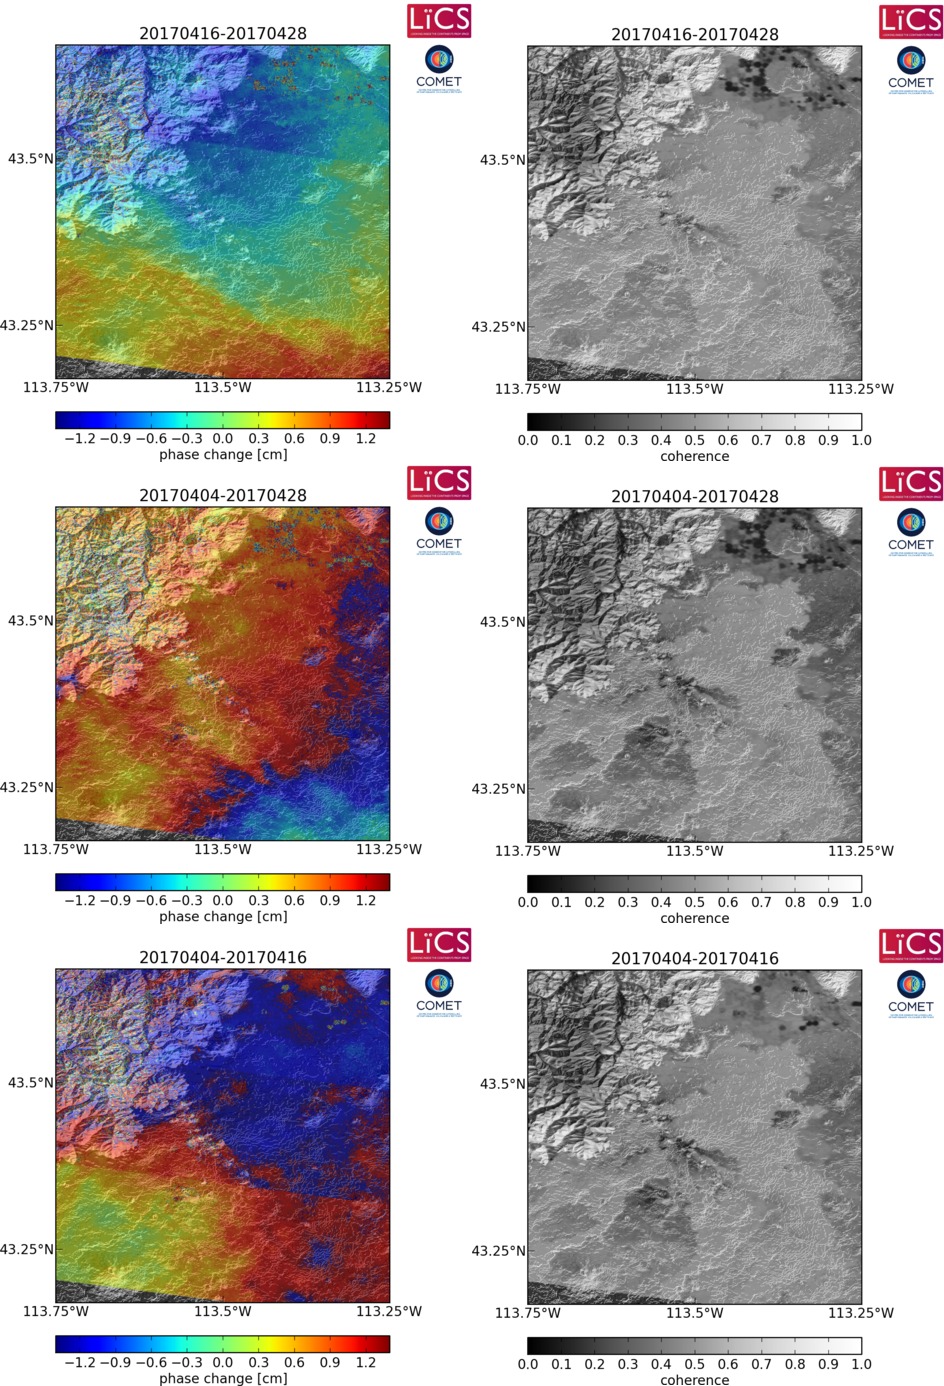 LiCS
LiCS
20170416-20170428
20170416-20170428
COMET
COMET
43.5°N
43.5°N
43.25°N
43.25°N
113.75°W 113.5°W 113.25°W
113.75°W 113.5°W 113.25°W
−1.2 −0.9 −0.6 −0.3 0.0 0.3 0.6 0.9 1.2
0.0 0.1 0.2 0.3 0.4 0.5 0.6 0.7 0.8 0.9 1.0
phase change [cm]
coherence
LiCS
LiCS
20170404-20170428
20170404-20170428
COMET
COMET
43.5°N
43.5°N
43.25°N
43.25°N
113.75°W 113.5°W 113.25°W
113.75°W 113.5°W 113.25°W
−1.2 −0.9 −0.6 −0.3 0.0 0.3 0.6 0.9 1.2
0.0 0.1 0.2 0.3 0.4 0.5 0.6 0.7 0.8 0.9 1.0
phase change [cm]
coherence
LiCS
LiCS
20170404-20170416
20170404-20170416
COMET
COMET
43.5°N
43.5°N
43.25°N
43.25°N
113.75°W 113.5°W 113.25°W
113.75°W 113.5°W 113.25°W
−1.2 −0.9 −0.6 −0.3 0.0 0.3 0.6 0.9 1.2
0.0 0.1 0.2 0.3 0.4 0.5 0.6 0.7 0.8 0.9 1.0
phase change [cm]
coherence